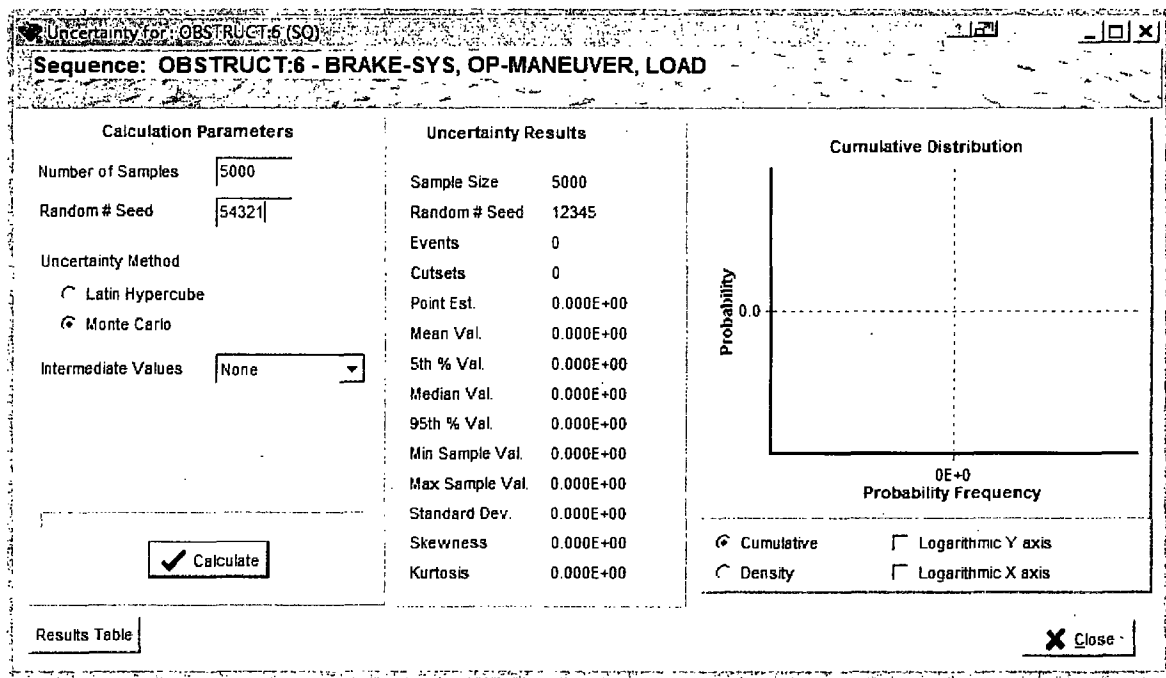 Uncertainty for : OBSTRUCT:6 (SQ)
Sequence: OBSTRUCT:6 - BRAKE-SYS, OP-MANEUVER, LOAD
Calculation Parameters
Number of Samples 5000
Random # Seed 54321
Uncertainty Method
Latin Hypercube
Monte Carlo
Intermediate Values None
Calculate
Uncertainty Results
Sample Size 5000
Random # Seed 12345
Events 0
Cutsets 0
Point Est. 0.000E+00
Mean Val. 0.000E+00
5th % Val. 0.000E+00
Median Val. 0.000E+00
95th % Val. 0.000E+00
Min Sample Val. 0.000E+00
Max Sample Val. 0.000E+00
Standard Dev. 0.000E+00
Skewness 0.000E+00
Kurtosis 0.000E+00
Cumulative Distribution
Probability
0.0
0E+0
Probability Frequency
Cumulative Logarithmic Y axis
Density Logarithmic X axis
Results Table
Close